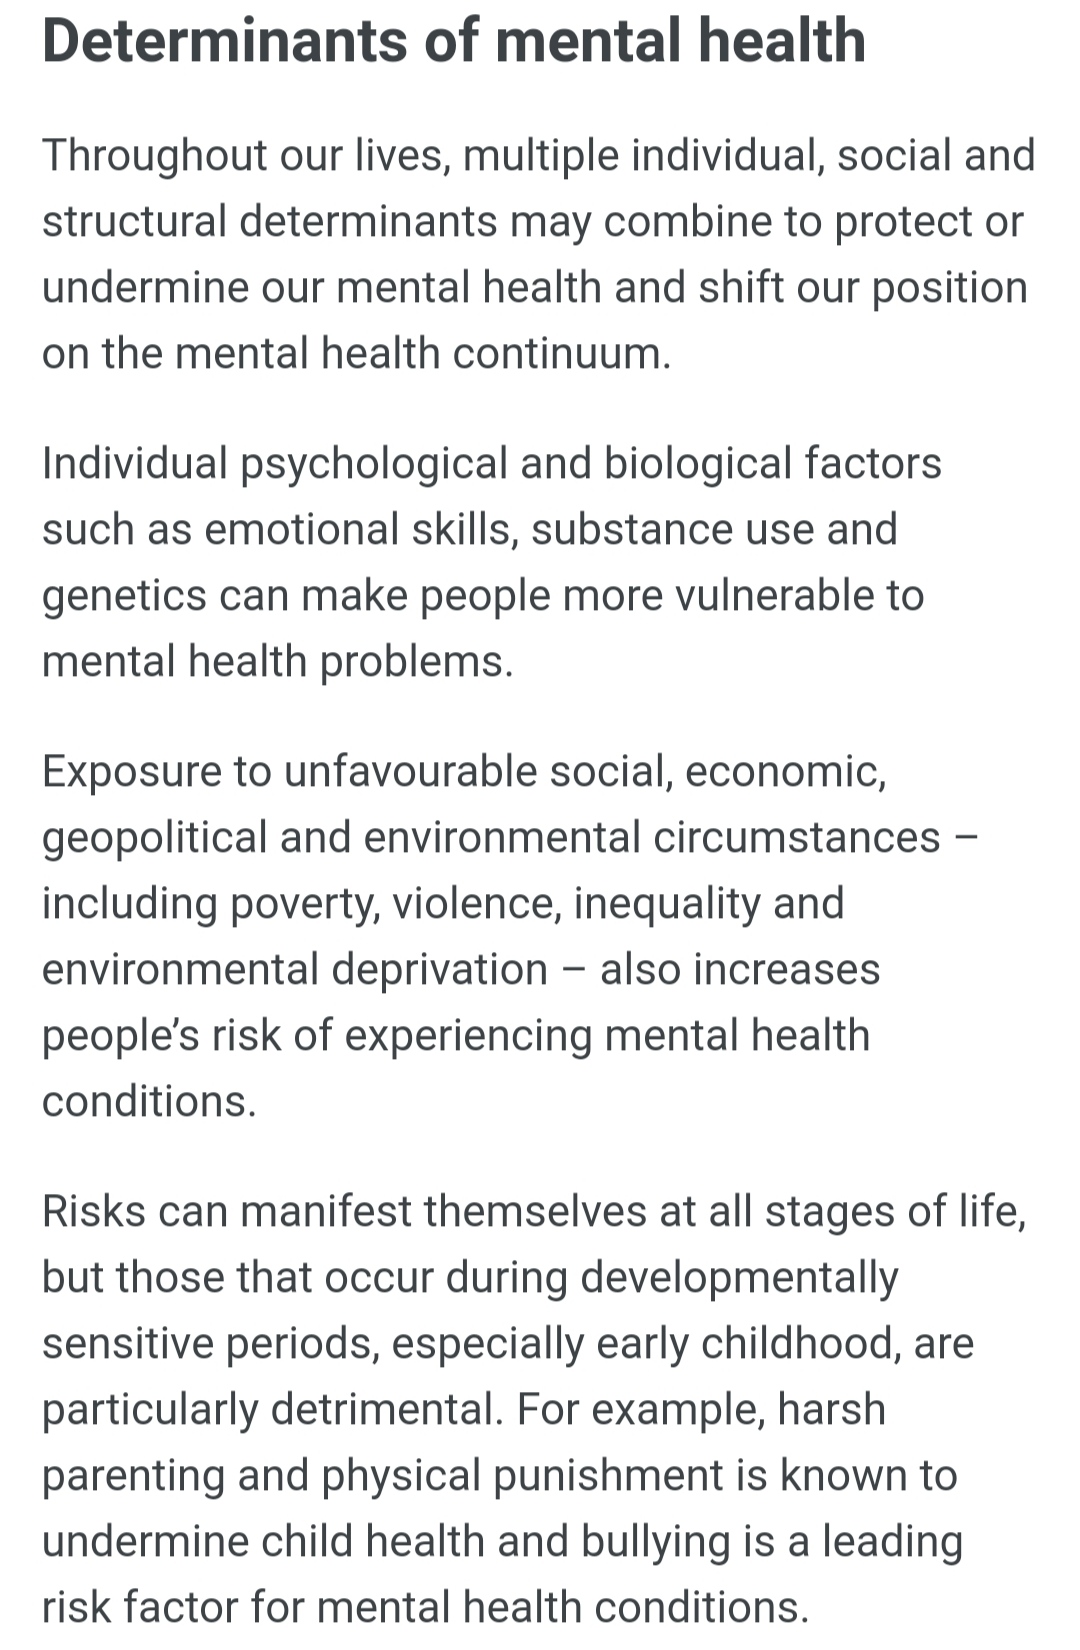 Determinants of mental health
Throughout our lives, multiple individual, social and
structural determinants may combine to protect or
undermine our mental health and shift our position
on the mental health continuum.
Individual psychological and biological factors
such as emotional skills, substance use and
genetics can make people more vulnerable to
mental health problems.
Exposure to unfavourable social, economic,
geopolitical and environmental circumstances –
including poverty, violence, inequality and
environmental deprivation – also increases
people’s risk of experiencing mental health
conditions.
Risks can manifest themselves at all stages of life,
but those that occur during developmentally
sensitive periods, especially early childhood, are
particularly detrimental. For example, harsh
parenting and physical punishment is known to
undermine child health and bullying is a leading
risk factor for mental health conditions.